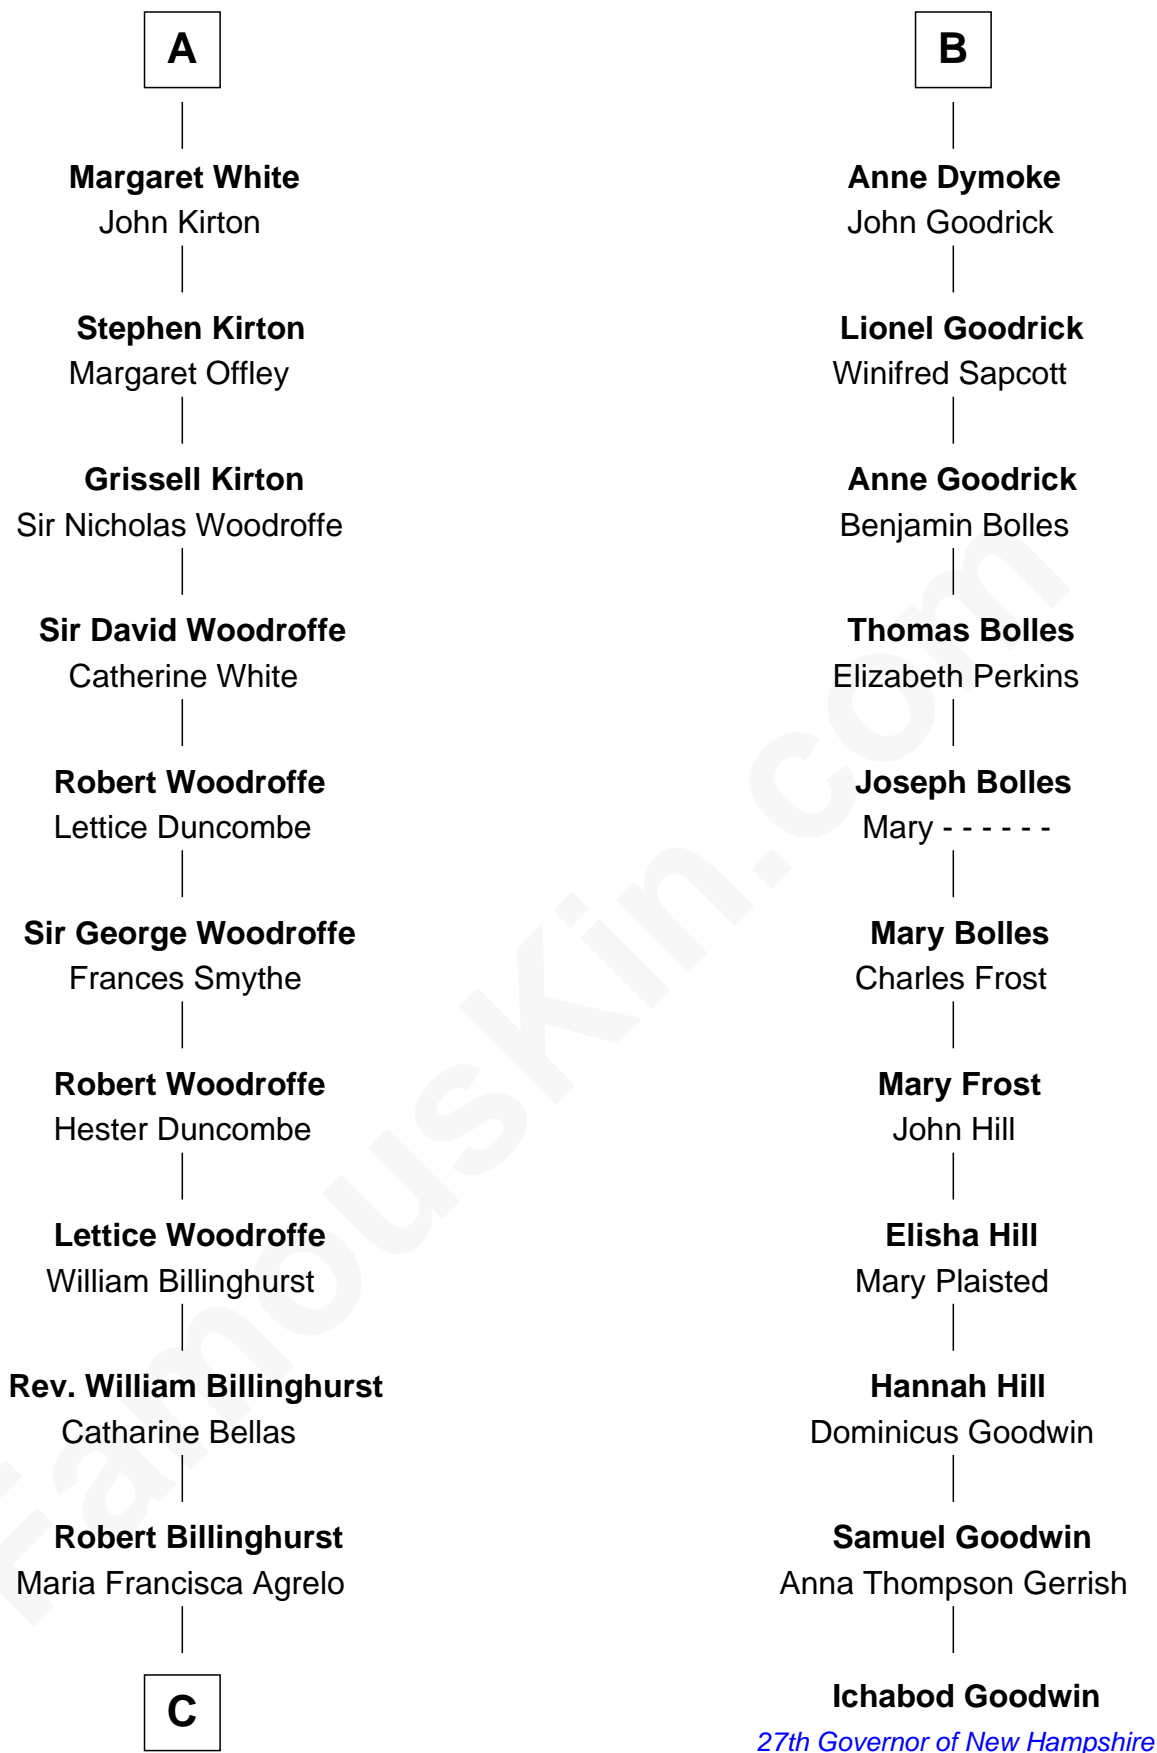 A
Margaret White
John Kirton
Stephen Kirton
Margaret Offley
Grissell Kirton
Sir Nicholas Woodroffe
Sir David Woodroffe
Catherine White
Robert Woodroffe
Lettice Duncombe
Sir George Woodroffe
Frances Smythe
Robert Woodroffe
Hester Duncombe
Lettice Woodroffe
William Billinghurst
Rev. William Billinghurst
Catharine Bellas
Robert Billinghurst
Maria Francisca Agrelo
C
B
Anne Dymoke
John Goodrick
Lionel Goodrick
Winifred Sapcott
Anne Goodrick
Benjamin Bolles
Thomas Bolles
Elizabeth Perkins
Joseph Bolles
Mary - - - - - -
Mary Bolles
Charles Frost
Mary Frost
John Hill
Elisha Hill
Mary Plaisted
Hannah Hill
Dominicus Goodwin
Samuel Goodwin
Anna Thompson Gerrish
Ichabod Goodwin
27th Governor of New Hampshire
FamousKin.com